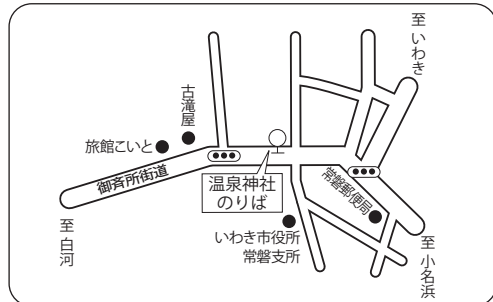 至
いわき
古滝屋
旅館こいと
御斉所街道
温泉神社
のりば
常磐郵便局
至
白河
いわき市役所
常磐支所
至
小名浜